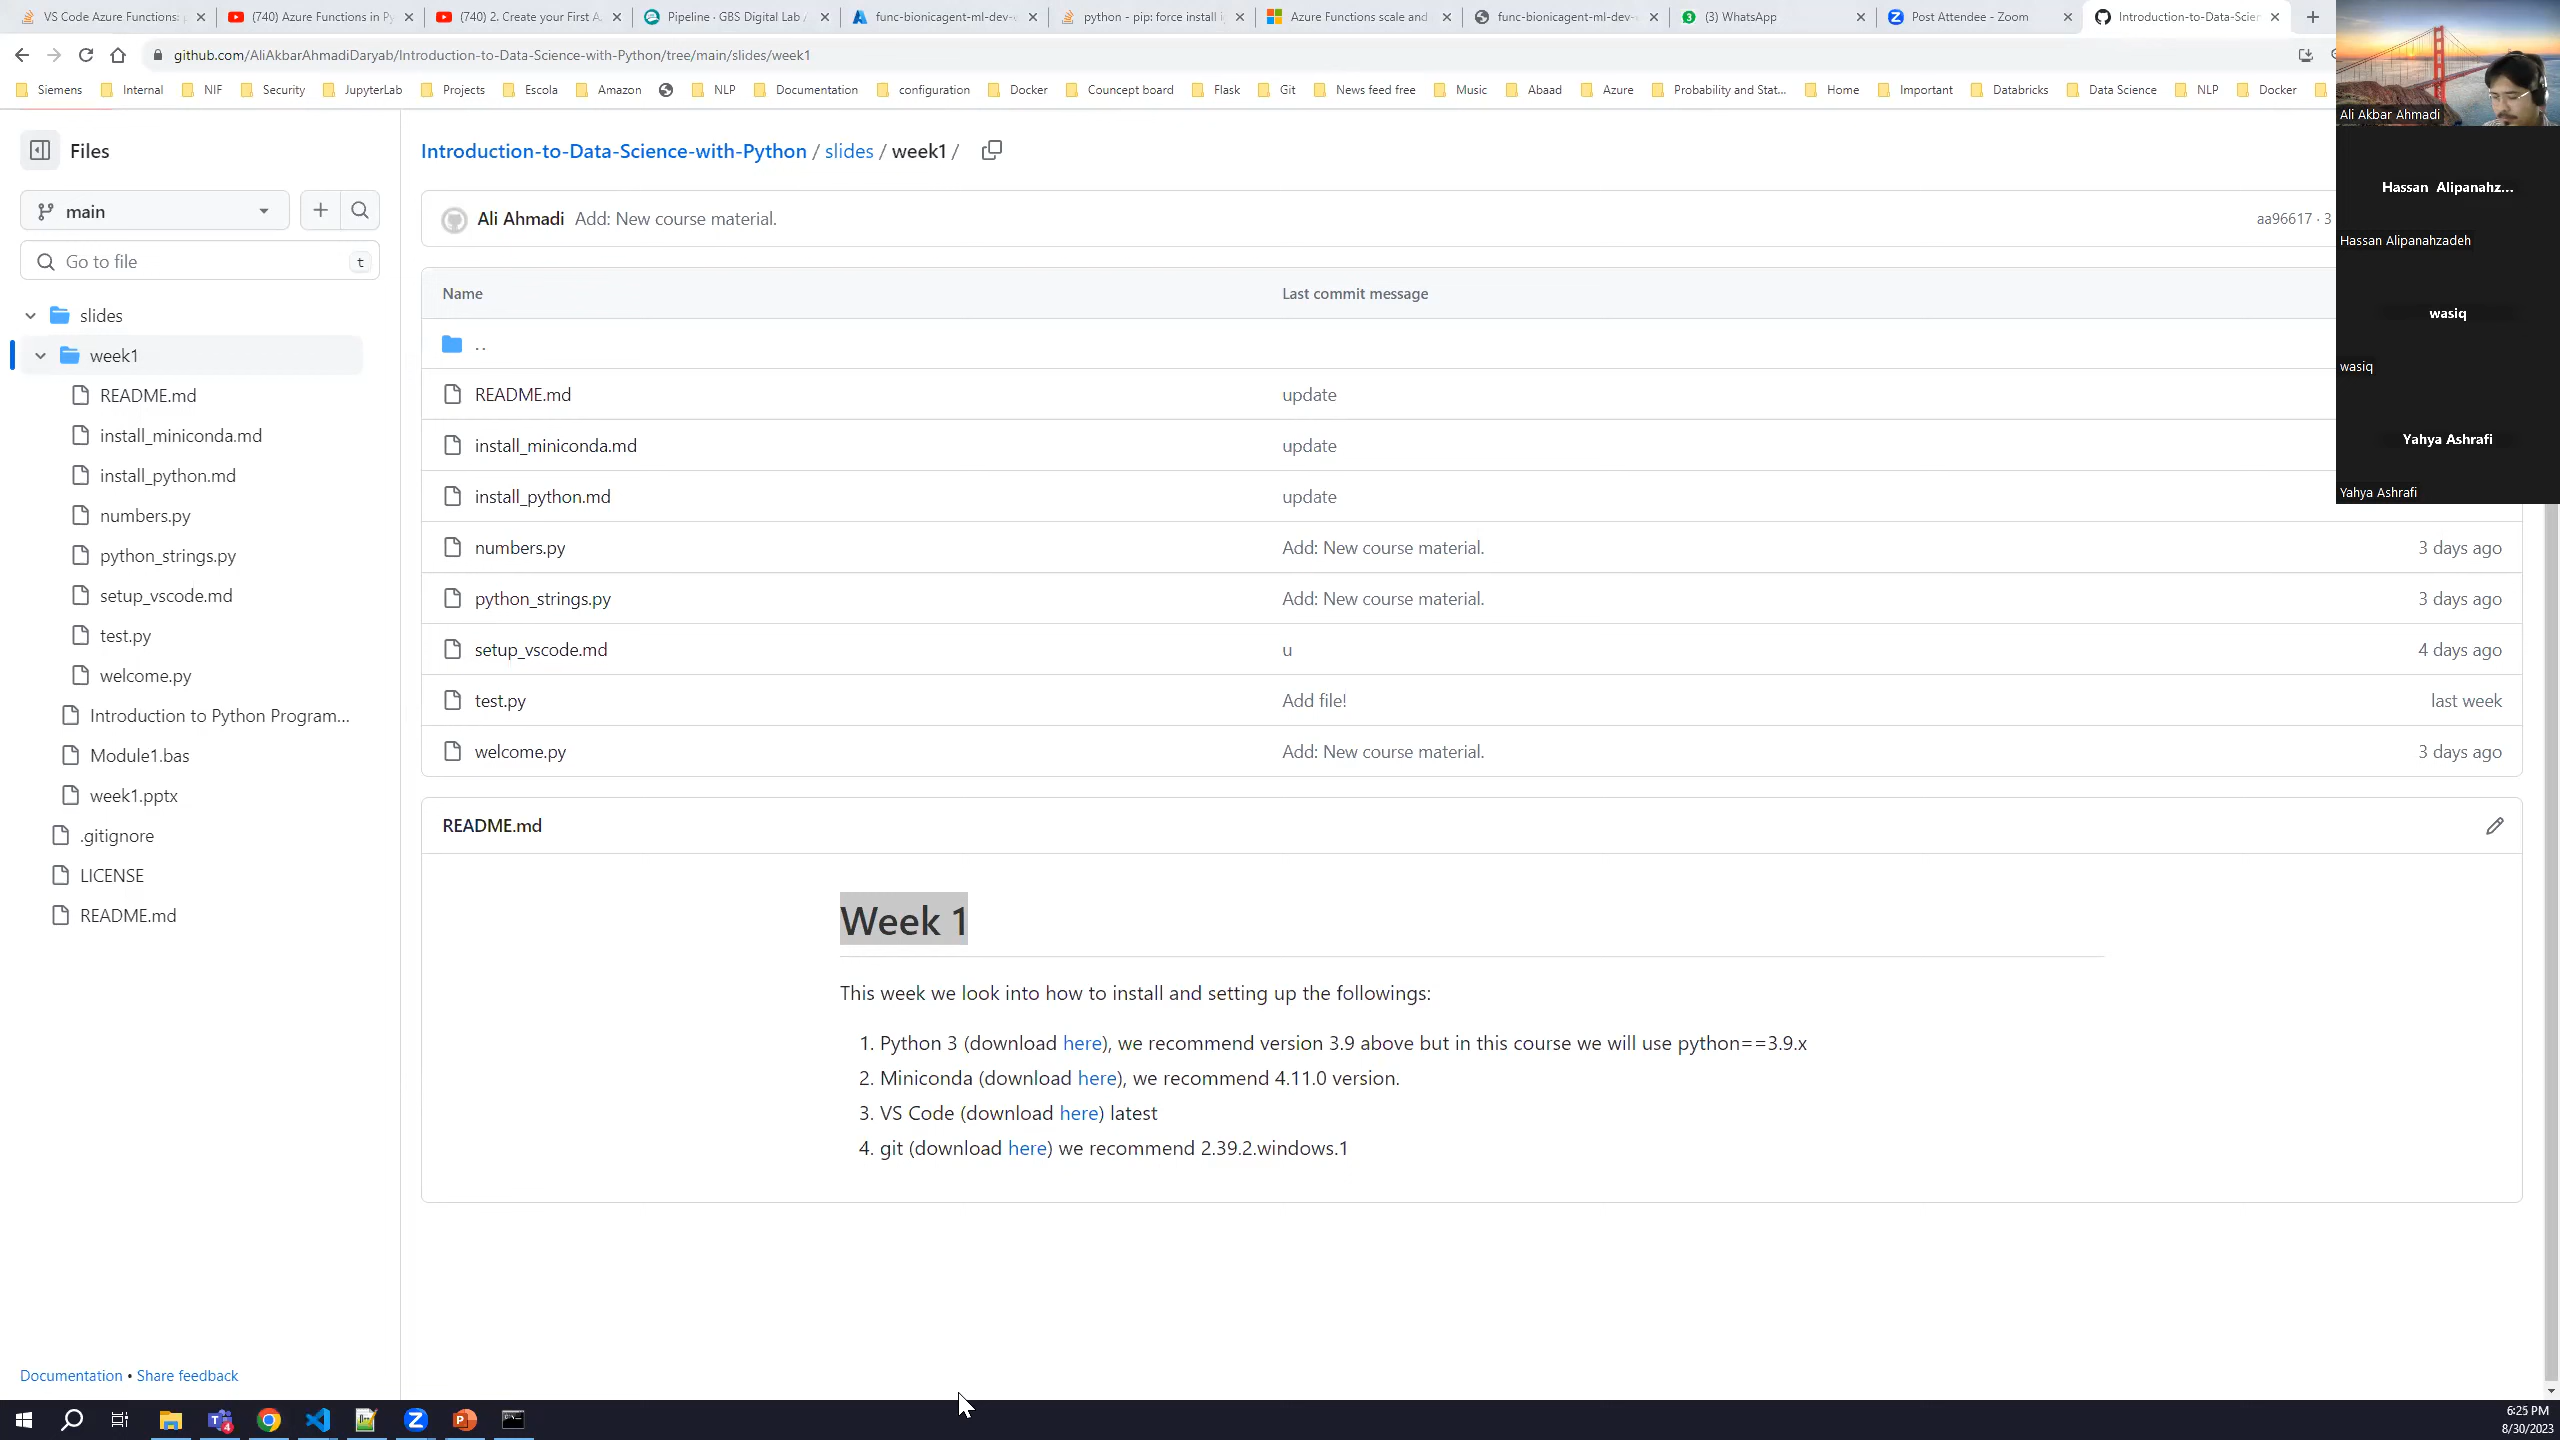 VS Code Azure Functions:
(740) Azure Functions in Py
(740) 2. Create your First A
Pipeline · GBS Digital Lab /
func-bionicagent-ml-dev-
python - pip: force install i
Azure Functions scale and
func-bionicagent-ml-dev-
(3) WhatsApp
Post Attendee - Zoom
Introduction-to-Data-Scien
github.com/AliAkbarAhmadiDaryab/Introduction-to-Data-Science-with-Python/tree/main/slides/week1
Siemens
Internal
NIF
Security
JupyterLab
Projects
Escola
Amazon
NLP
Documentation
configuration
Docker
Councept board
Flask
Git
News feed free
Music
Abaad
Azure
Probability and Stat...
Home
Important
Databricks
Data Science
NLP
Docker
Ali Akbar Ahmadi
Hassan Alipanahz...
Hassan Alipanahzadeh
wasiq
wasiq
Yahya Ashrafi
Yahya Ashrafi
Files
main
Go to file
t
slides
week1
README.md
install_miniconda.md
install_python.md
numbers.py
python_strings.py
setup_vscode.md
test.py
welcome.py
Introduction to Python Program...
Module1.bas
week1.pptx
.gitignore
LICENSE
README.md
Documentation • Share feedback
Introduction-to-Data-Science-with-Python / slides / week1 /
Ali Ahmadi Add: New course material.
aa96617 · 3
Name Last commit message
..
README.md update
install_miniconda.md update
install_python.md update
numbers.py Add: New course material. 3 days ago
python_strings.py Add: New course material. 3 days ago
setup_vscode.md u 4 days ago
test.py Add file! last week
welcome.py Add: New course material. 3 days ago
README.md
Week 1
This week we look into how to install and setting up the followings:
1. Python 3 (download here), we recommend version 3.9 above but in this course we will use python==3.9.x
2. Miniconda (download here), we recommend 4.11.0 version.
3. VS Code (download here) latest
4. git (download here) we recommend 2.39.2.windows.1
6:25 PM
8/30/2023